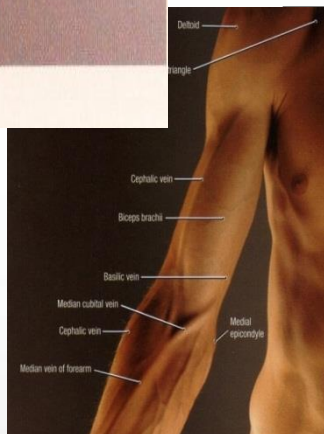 Deltoid
triangle
Cephalic vein
Biceps brachii
Basilic vein
Median cubital vein
Cephalic vein
Medial
epicondyle
Median vein of forearm